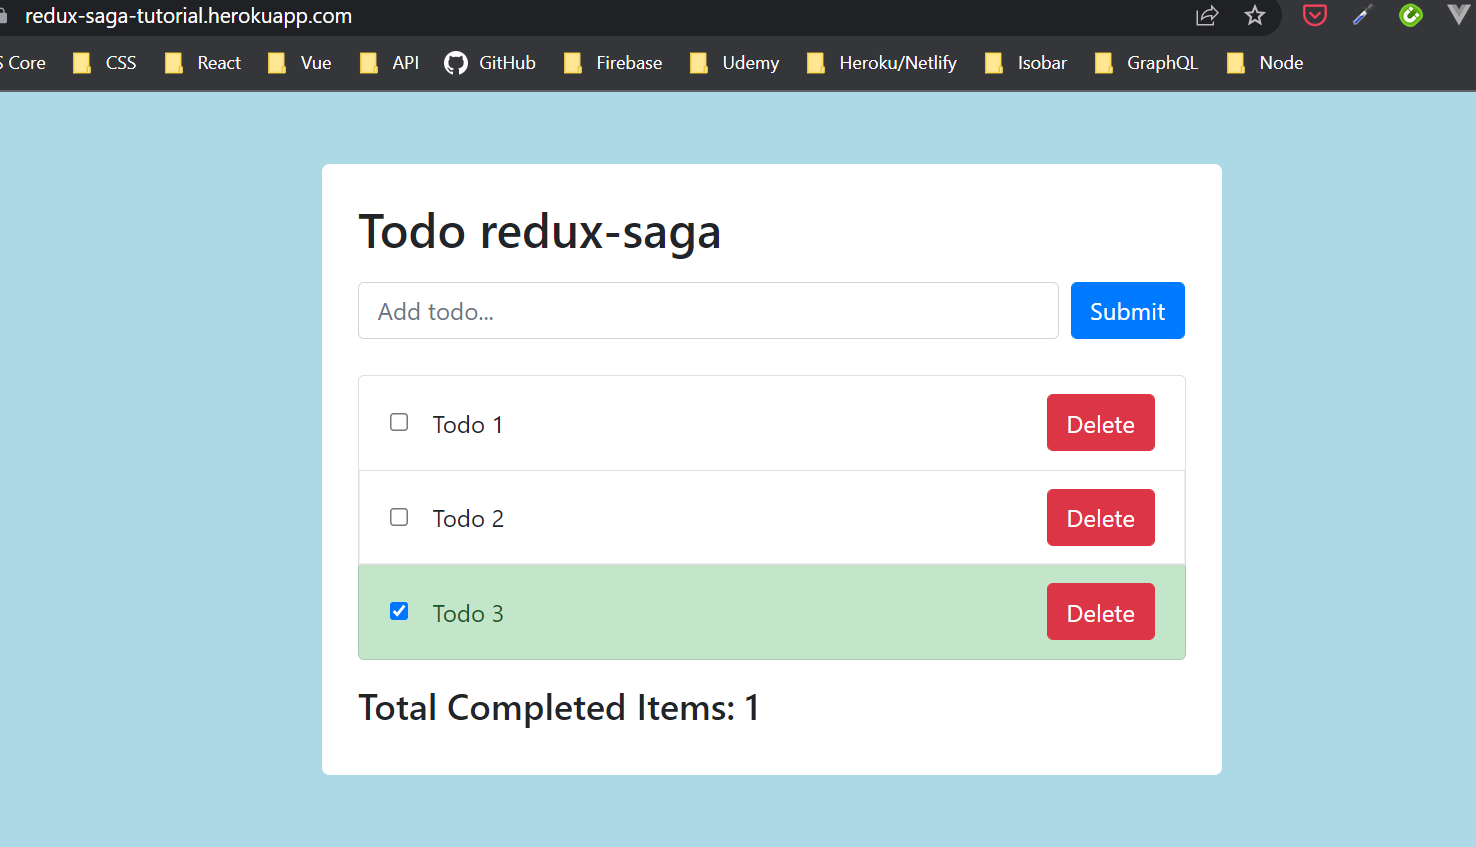 redux-saga-tutorial.herokuapp.com
S Core CSS React Vue API GitHub Firebase Udemy Heroku/Netlify Isobar GraphQL Node
Todo redux-saga
Add todo... Submit
Todo 1 Delete
Todo 2 Delete
Todo 3 Delete
Total Completed Items: 1